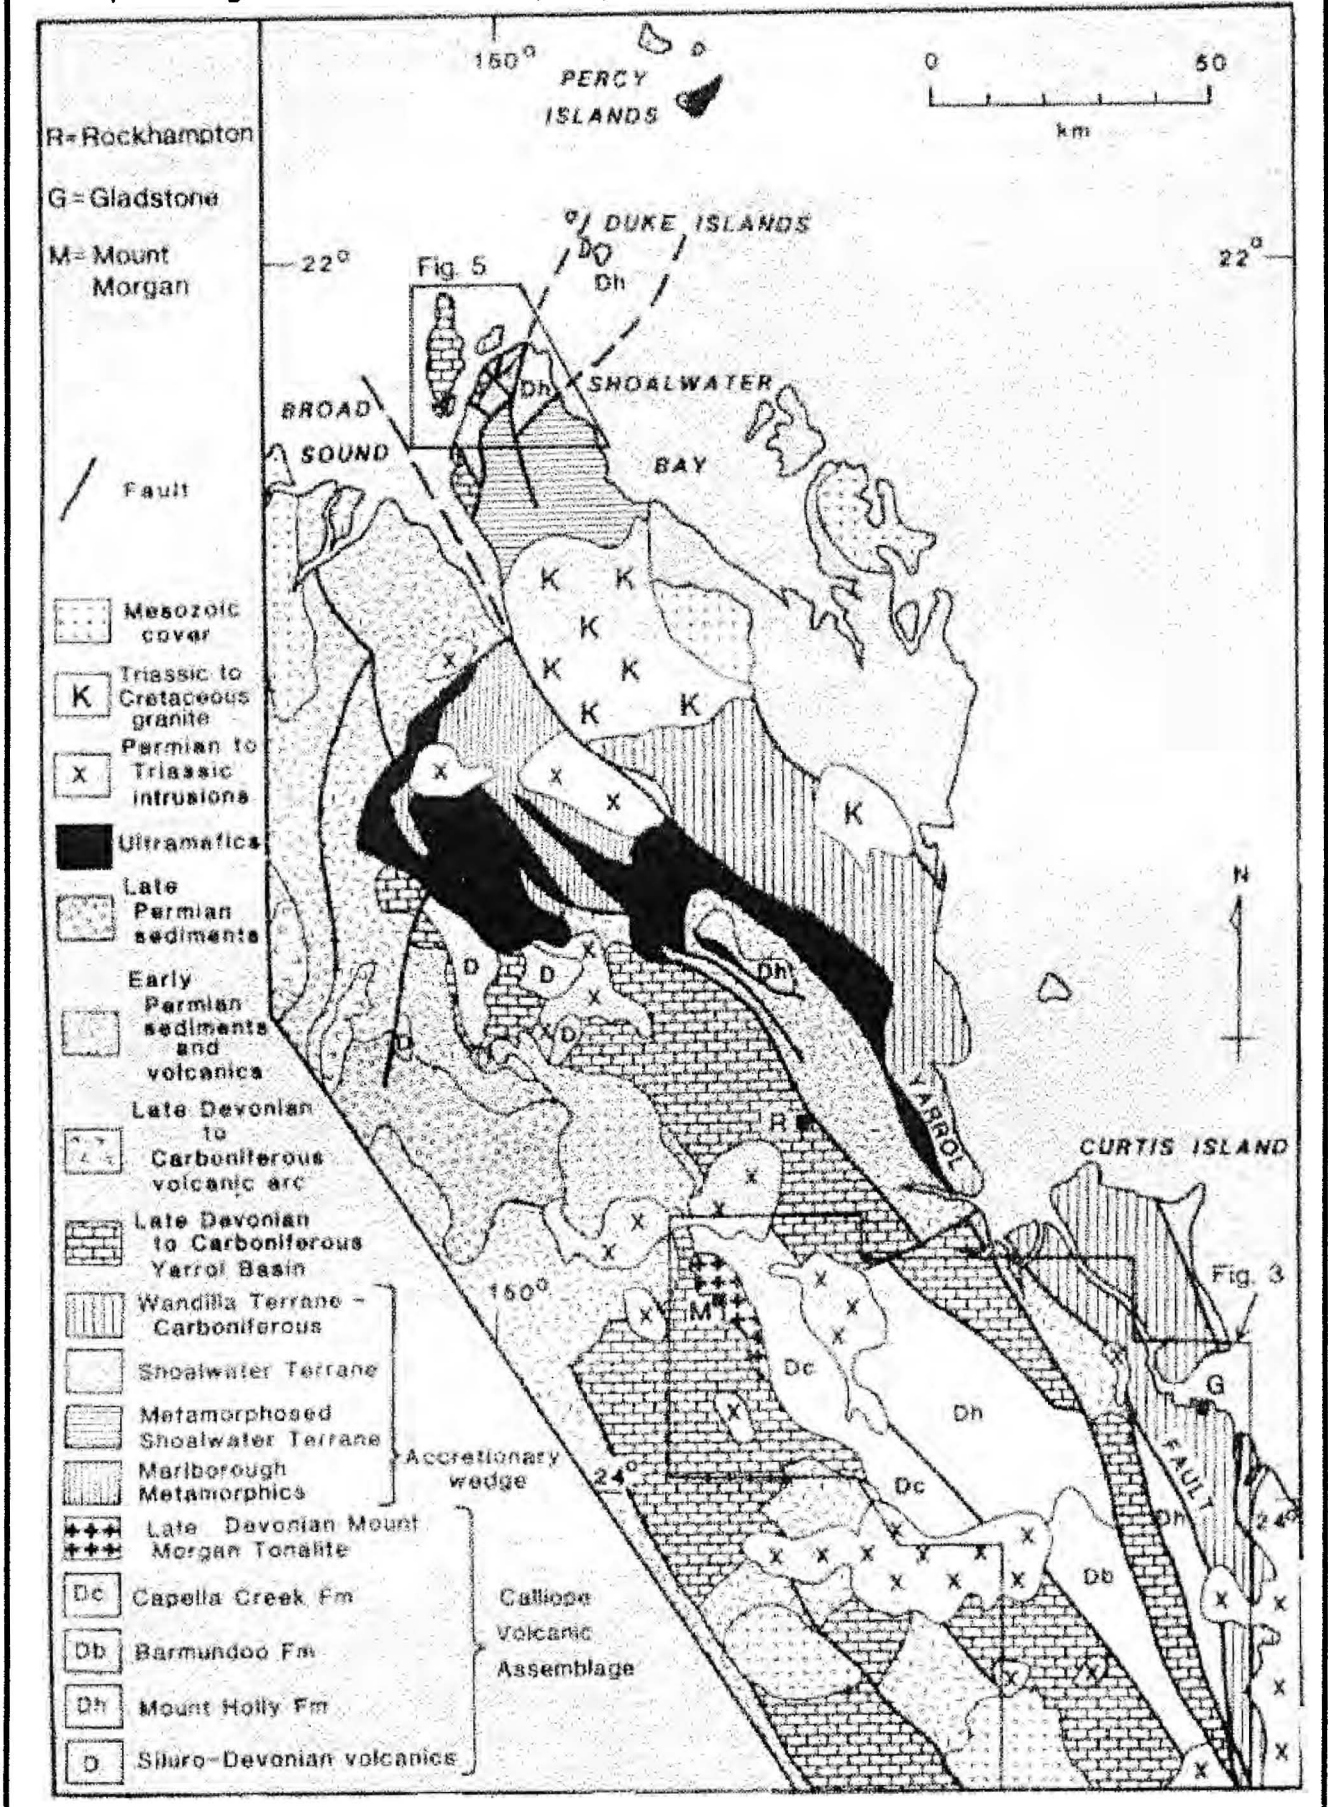 R=Rockhampton
G=Gladstone
M=Mount
Morgan
Fault
Mesozoic
cover
K
Triassic to
Cretaceous
granite
X
Permian to
Triassic
intrusions
Ultramafics
Late
Permian
sediments
Early
Permian
sediments
and
volcanics
Late Devonian
to
Carboniferous
volcanic arc
Late Devonian
to Carboniferous
Yarrol Basin
Wandilla Terrane -
Carboniferous
Shoalwater Terrane
Metamorphosed
Shoalwater Terrane
Marlborough
Metamorphics
Accretionary
wedge
Late Devonian Mount
Morgan Tonalite
Dc Capella Creek Fm
Db Barmundoo Fm
Dh Mount Holly Fm
D Siluro-Devonian volcanics
Calliope
Volcanic
Assemblage
150°
PERCY
ISLANDS
0 50
km
22°
22°
DUKE ISLANDS
D
Dh
Fig. 5
Dh
SHOALWATER
BAY
BROAD
SOUND
K K
K
K K
K K
X
X
X
X
K
N
X
D
D
Dh
X
X
D
D
R
YARROL
CURTIS ISLAND
X
X
X
X
150°
Fig. 3
X
M
X
X
X
X
Dc
G
X
Dh
24°
Dc
FAULT
Dh
24°
X
X
X X X X X
X X X
Db
X
X
X
X
X
X
X
X